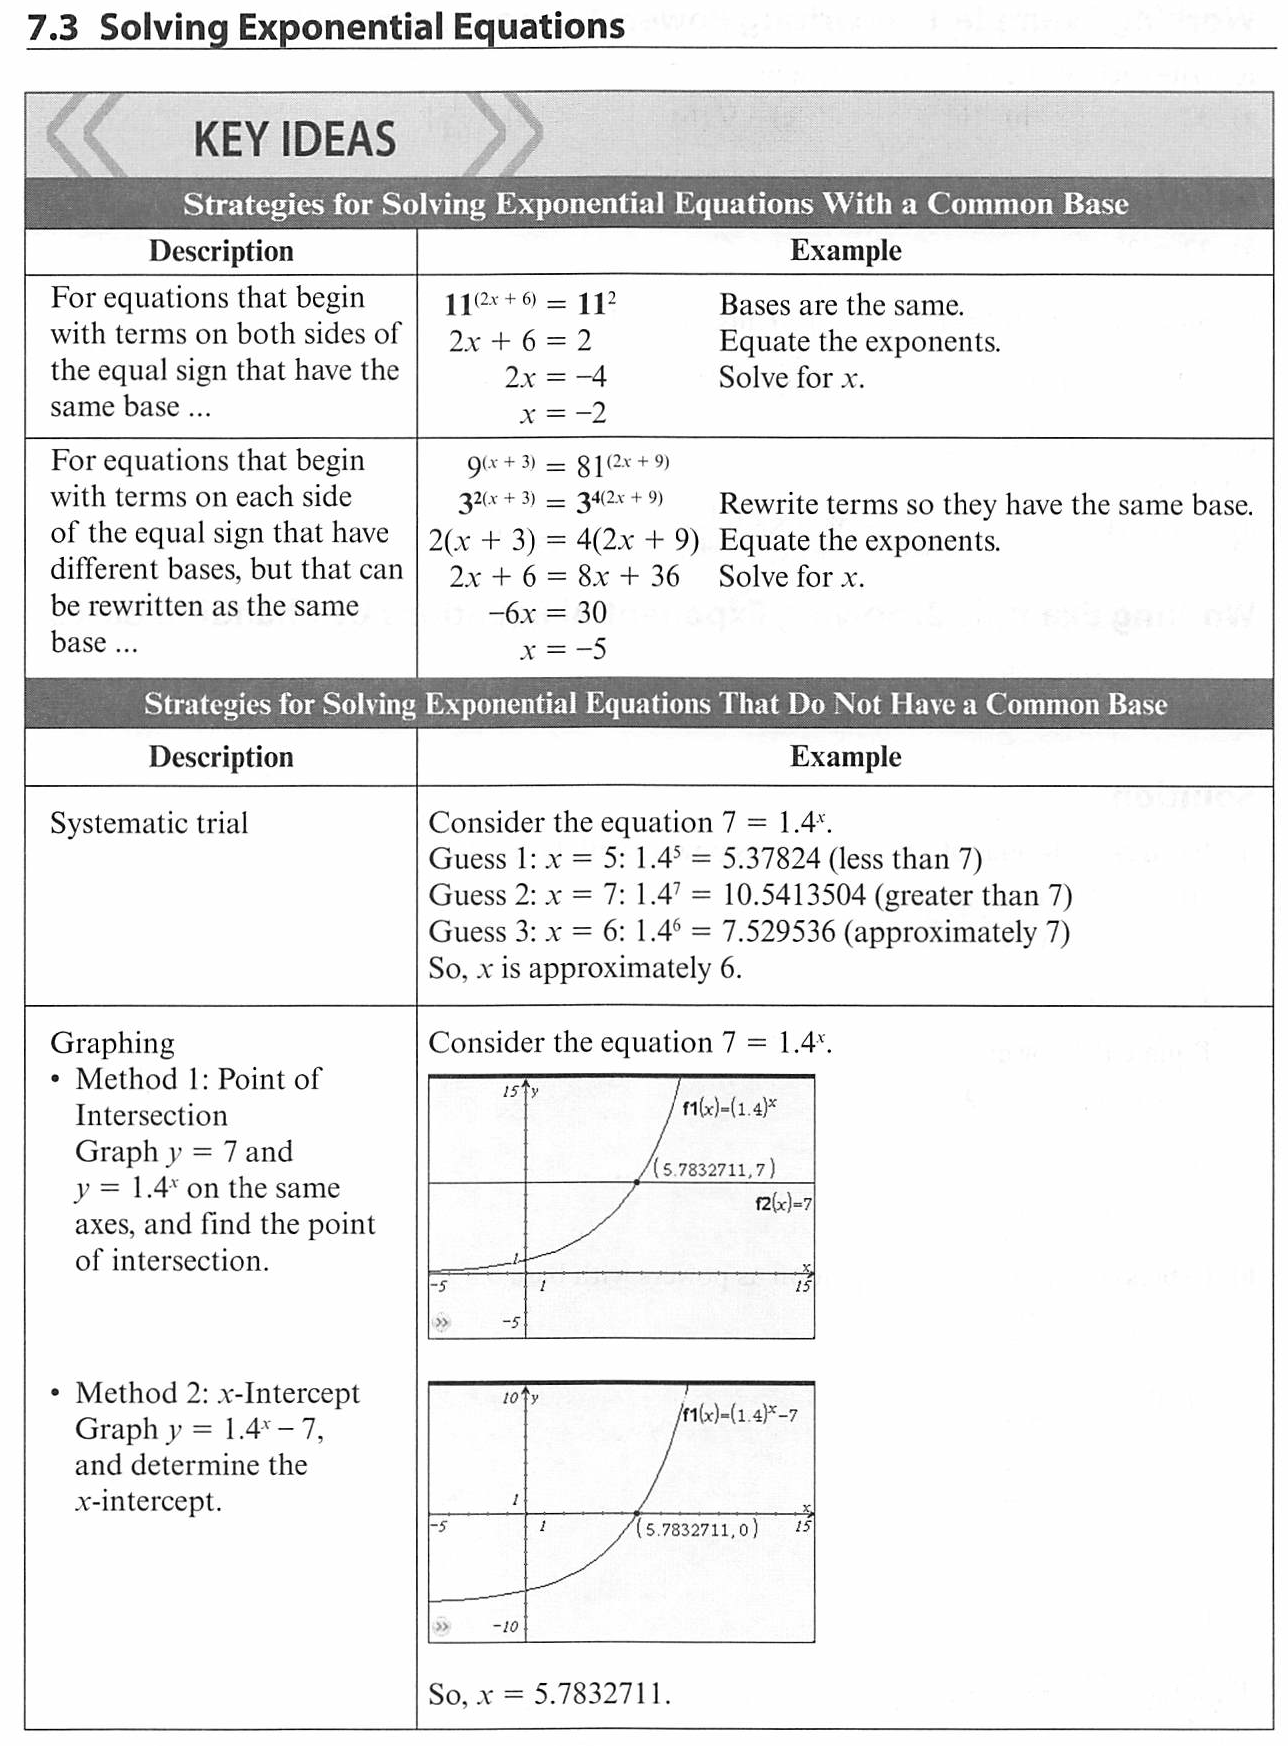 7.3 Solving Exponential Equations
KEY IDEAS
Strategies for Solving Exponential Equations With a Common Base
Description
Example
For equations that begin
with terms on both sides of
the equal sign that have the
same base ...
11^(2x + 6) = 11^2 Bases are the same.
2x + 6 = 2 Equate the exponents.
2x = –4 Solve for x.
x = –2
For equations that begin
with terms on each side
of the equal sign that have
different bases, but that can
be rewritten as the same
base ...
9^(x + 3) = 81^(2x + 9)
3^2(x + 3) = 3^4(2x + 9) Rewrite terms so they have the same base.
2(x + 3) = 4(2x + 9) Equate the exponents.
2x + 6 = 8x + 36 Solve for x.
–6x = 30
x = –5
Strategies for Solving Exponential Equations That Do Not Have a Common Base
Description
Example
Systematic trial
Consider the equation 7 = 1.4^x.
Guess 1: x = 5: 1.4^5 = 5.37824 (less than 7)
Guess 2: x = 7: 1.4^7 = 10.5413504 (greater than 7)
Guess 3: x = 6: 1.4^6 = 7.529536 (approximately 7)
So, x is approximately 6.
Graphing
• Method 1: Point of
Intersection
Graph y = 7 and
y = 1.4^x on the same
axes, and find the point
of intersection.
Consider the equation 7 = 1.4^x.
15 y
f1(x)=(1.4)^x
(5.7832711,7)
f2(x)=7
1
x
-5 1 15
-5
• Method 2: x-Intercept
Graph y = 1.4^x – 7,
and determine the
x-intercept.
10 y
f1(x)=(1.4)^x-7
1
x
-5 1 (5.7832711,0) 15
-10
So, x = 5.7832711.